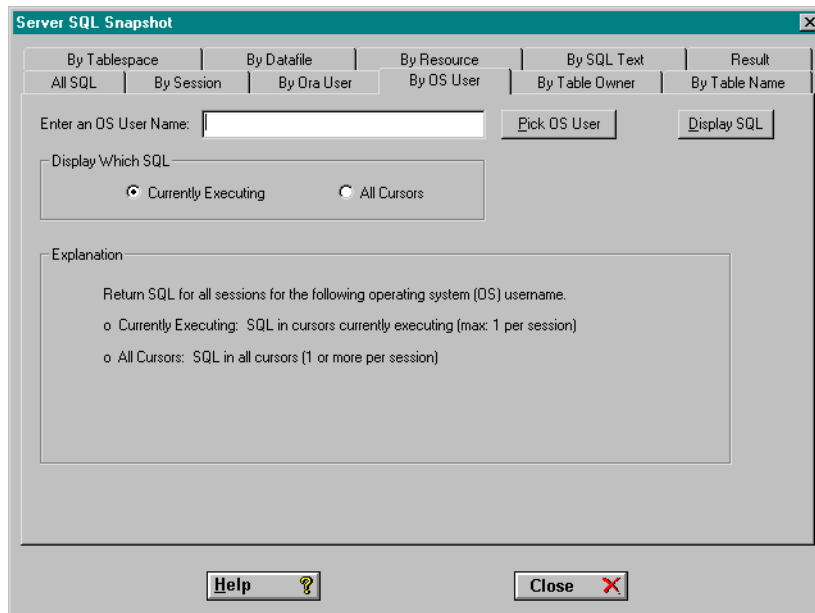 Server SQL Snapshot
By Tablespace By Datafile By Resource By SQL Text Result
All SQL By Session By Ora User By OS User By Table Owner By Table Name
Enter an OS User Name: Pick OS User Display SQL
Display Which SQL
Currently Executing All Cursors
Explanation
Return SQL for all sessions for the following operating system (OS) username.
o Currently Executing: SQL in cursors currently executing (max: 1 per session)
o All Cursors: SQL in all cursors (1 or more per session)
Help ? Close